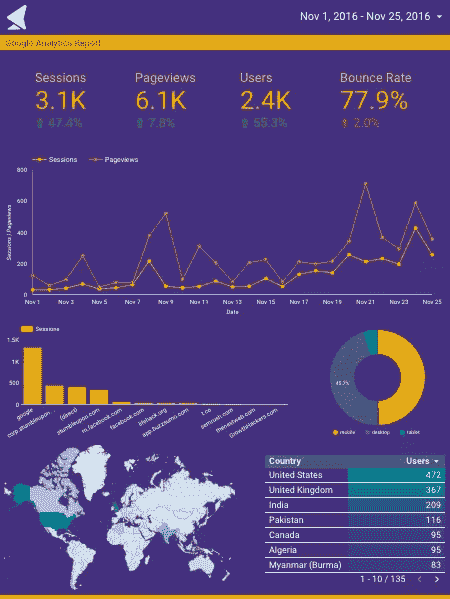 Nov 1, 2016 - Nov 25, 2016
Google Analytics Report
Sessions
Pageviews
Users
Bounce Rate
3.1K
6.1K
2.4K
77.9%
47.4%
7.8%
55.3%
2.0%
Sessions
Pageviews
Sessions / Pageviews
800
600
400
200
0
Nov 1
Nov 3
Nov 5
Nov 7
Nov 9
Nov 11
Nov 13
Nov 15
Nov 17
Nov 19
Nov 21
Nov 23
Nov 25
Date
Sessions
1.5K
1K
500
0
google
corp.stumbleupon…
(direct)
stumbleupon.com
m.facebook.com
facebook.com
lifehack.org
app.buzzsumo.com
t.co
mobile
desktop
tablet
Country
Users
United States
472
United Kingdom
367
India
209
Pakistan
116
Canada
95
Algeria
95
Myanmar (Burma)
83
1 - 10 / 135